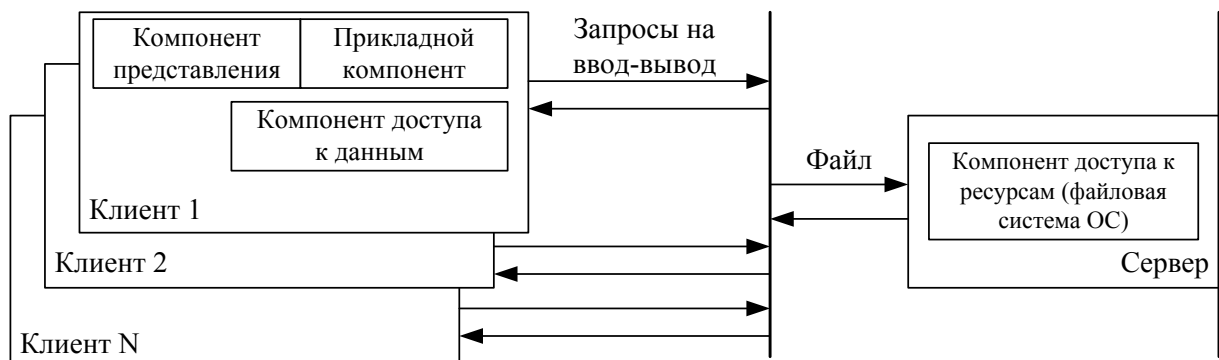 Компонент
представления
Прикладной
компонент
Запросы на
ввод-вывод
Компонент доступа
к данным
Файл
Компонент доступа к
ресурсам (файловая
система ОС)
Клиент 1
Клиент 2
Сервер
Клиент N